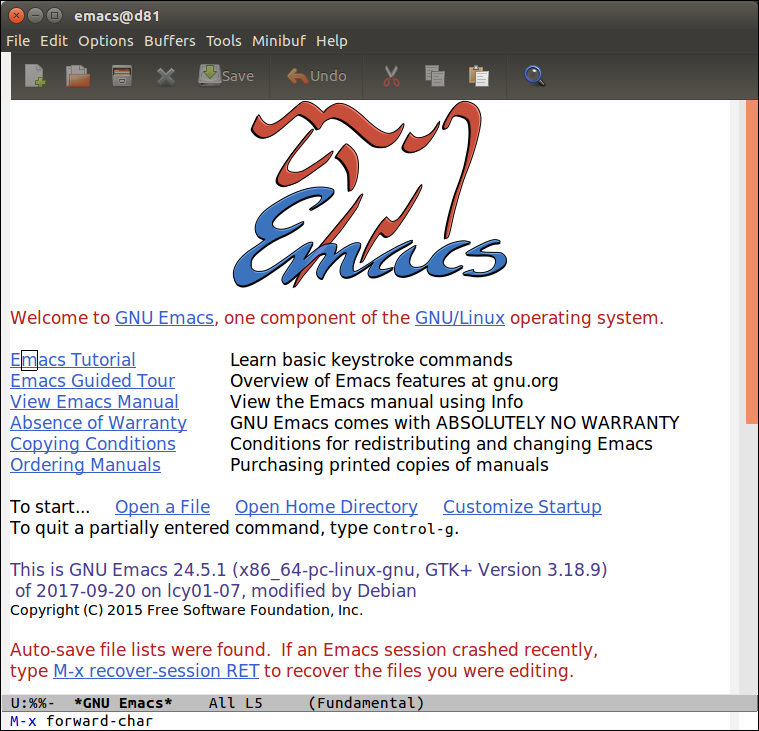 emacs@d81
File Edit Options Buffers Tools Minibuf Help
Save Undo
Emacs
Welcome to GNU Emacs, one component of the GNU/Linux operating system.
Emacs Tutorial Learn basic keystroke commands
Emacs Guided Tour Overview of Emacs features at gnu.org
View Emacs Manual View the Emacs manual using Info
Absence of Warranty GNU Emacs comes with ABSOLUTELY NO WARRANTY
Copying Conditions Conditions for redistributing and changing Emacs
Ordering Manuals Purchasing printed copies of manuals
To start... Open a File Open Home Directory Customize Startup
To quit a partially entered command, type Control-g.
This is GNU Emacs 24.5.1 (x86_64-pc-linux-gnu, GTK+ Version 3.18.9)
of 2017-09-20 on lcy01-07, modified by Debian
Copyright (C) 2015 Free Software Foundation, Inc.
Auto-save file lists were found. If an Emacs session crashed recently,
type M-x recover-session RET to recover the files you were editing.
U:%%- *GNU Emacs* All L5 (Fundamental)
M-x forward-char